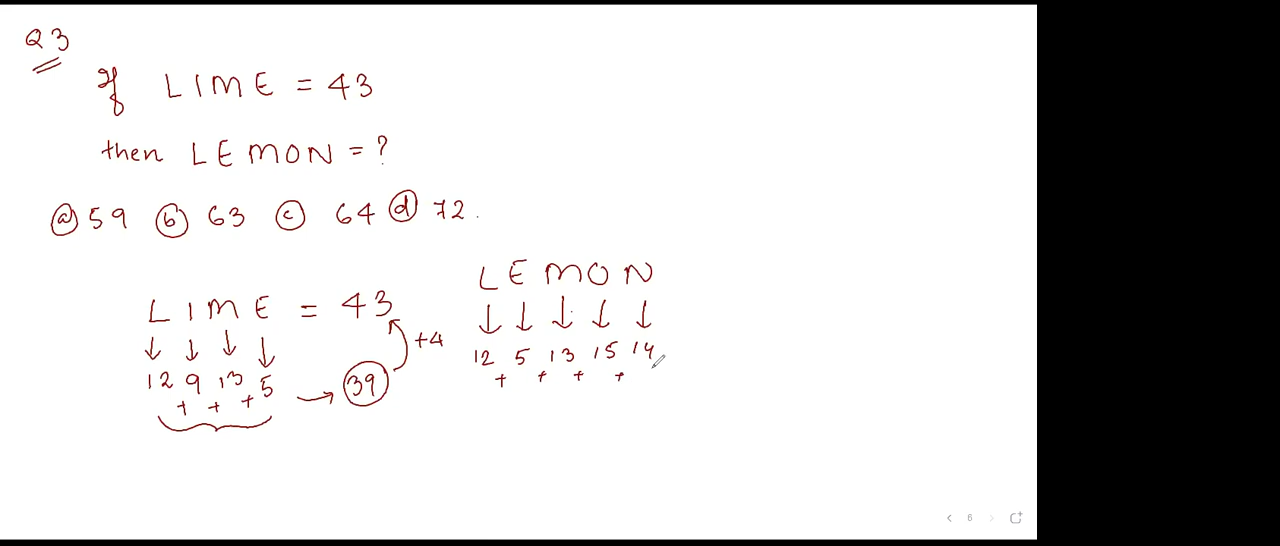 Q3
If LIME = 43
then LEMON = ?
(a) 59 (b) 63 (c) 64 (d) 72.
LEMON
LIME = 43
+4
12 5 13 15 14
+ + + +
12 9 13 5 → 39
+ + +
6